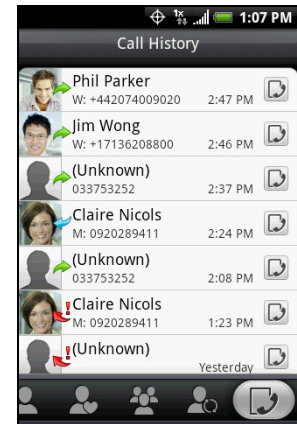 1x 1:07 PM
Call History
Phil Parker
W: +442074009020 2:47 PM
Jim Wong
W: +17136208800 2:46 PM
(Unknown)
033753252 2:37 PM
Claire Nicols
M: 0920289411 2:24 PM
(Unknown)
033753252 2:08 PM
Claire Nicols
M: 0920289411 1:23 PM
(Unknown)
Yesterday